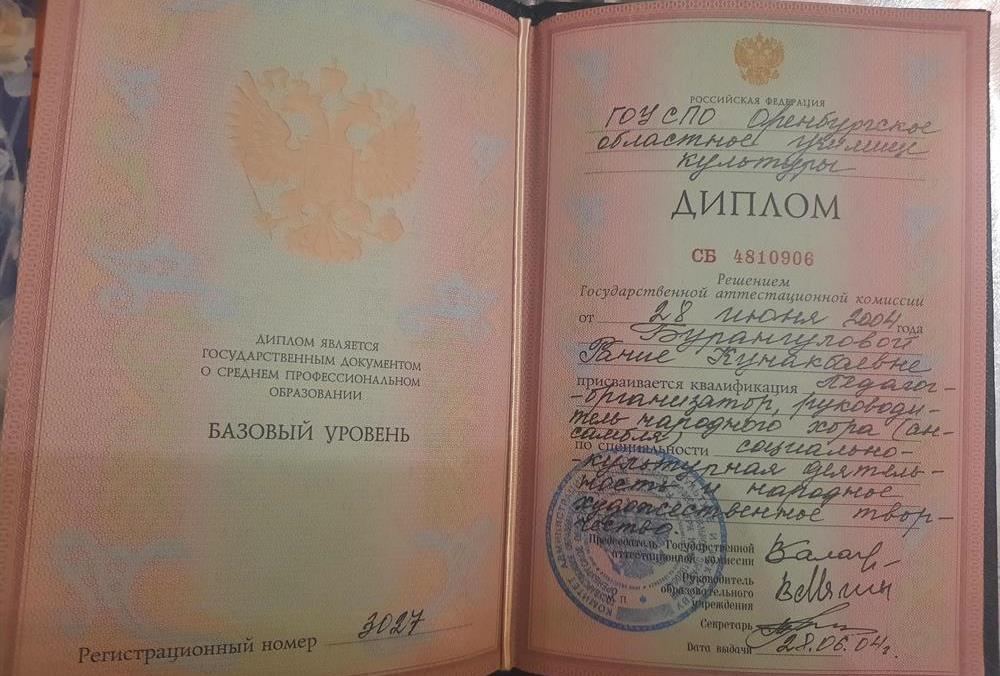 ДИПЛОМ ЯВЛЯЕТСЯ
ГОСУДАРСТВЕННЫМ ДОКУМЕНТОМ
О СРЕДНЕМ ПРОФЕССИОНАЛЬНОМ
ОБРАЗОВАНИИ
БАЗОВЫЙ УРОВЕНЬ
Регистрационный номер 3027
РОССИЙСКАЯ ФЕДЕРАЦИЯ
ГОУ СПО Оренбургское
областное училище
культуры
ДИПЛОМ
СБ 4810906
Решением
Государственной аттестационной комиссии
от 28 июня 2004 года
Бурангуловой
Рание Кунакбаевне
присваивается квалификация Педагог-
-организатор, руководи-
тель народного хора (ан-
самбля)
по специальности социально-
-культурная деятель-
ность и народное
художественное твор-
чество.
Председатель Государственной
аттестационной комиссии
Руководитель
образовательного
учреждения
Секретарь
Дата выдачи 28.06.04г.